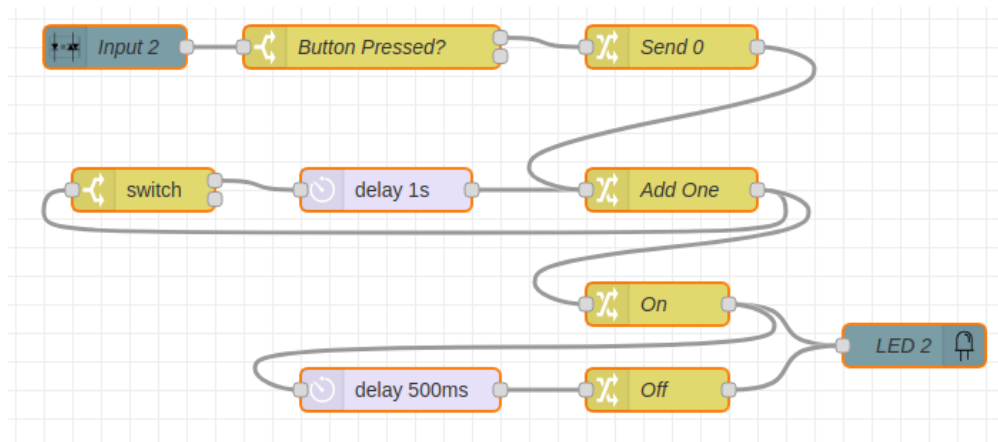 Input 2
Button Pressed?
Send 0
switch
delay 1s
Add One
On
LED 2
delay 500ms
Off